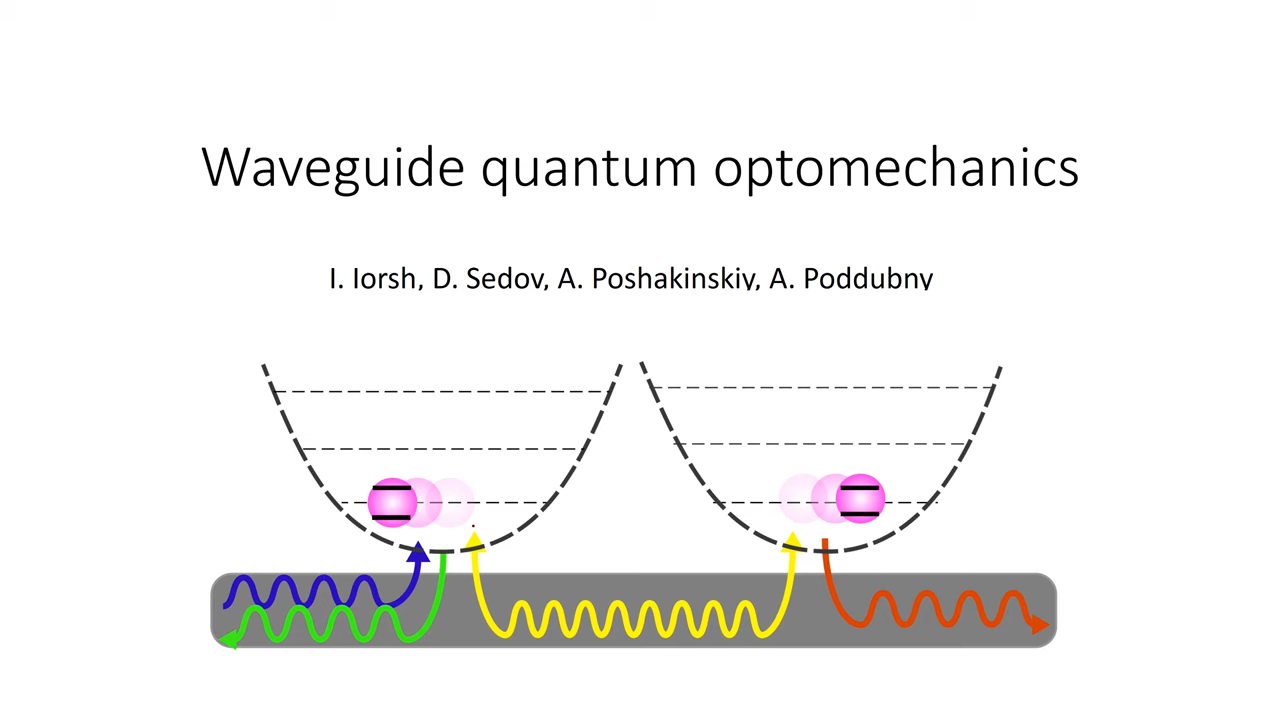 Waveguide quantum optomechanics
I. Iorsh, D. Sedov, A. Poshakinskiy, A. Poddubny